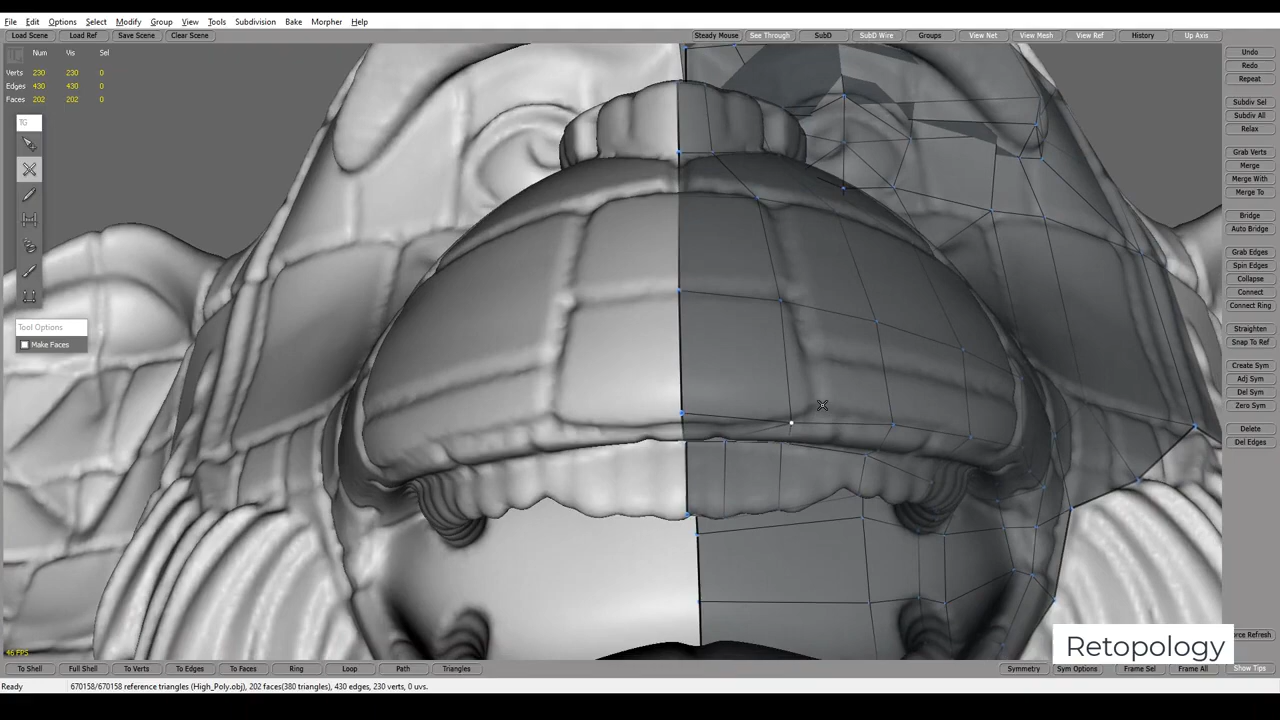 File Edit Options Select Modify Group View Tools Subdivision Bake Morpher Help
Load Scene Load Ref Save Scene Clear Scene Steady Mouse See Through SubD SubD Wire Groups View Net View Mesh View Ref History Up Axis
Num Vis Sel
Verts 230 230 0
Edges 430 430 0
Faces 202 202 0
TG
Tool Options
Make Faces
Undo
Redo
Repeat
Subdiv Sel
Subdiv All
Relax
Grab Verts
Merge
Merge With
Merge To
Bridge
Auto Bridge
Grab Edges
Spin Edges
Collapse
Connect
Connect Ring
Straighten
Snap To Ref
Create Sym
Adj Sym
Del Sym
Zero Sym
Delete
Del Edges
Refresh
Retopology
46 FPS
To Shell Full Shell To Verts To Edges To Faces Ring Loop Path Triangles Symmetry Sym Options Frame Sel Frame All Show Tips
Ready 670158/670158 reference triangles (High_Poly.obj), 202 faces(380 triangles), 430 edges, 230 verts, 0 uvs.